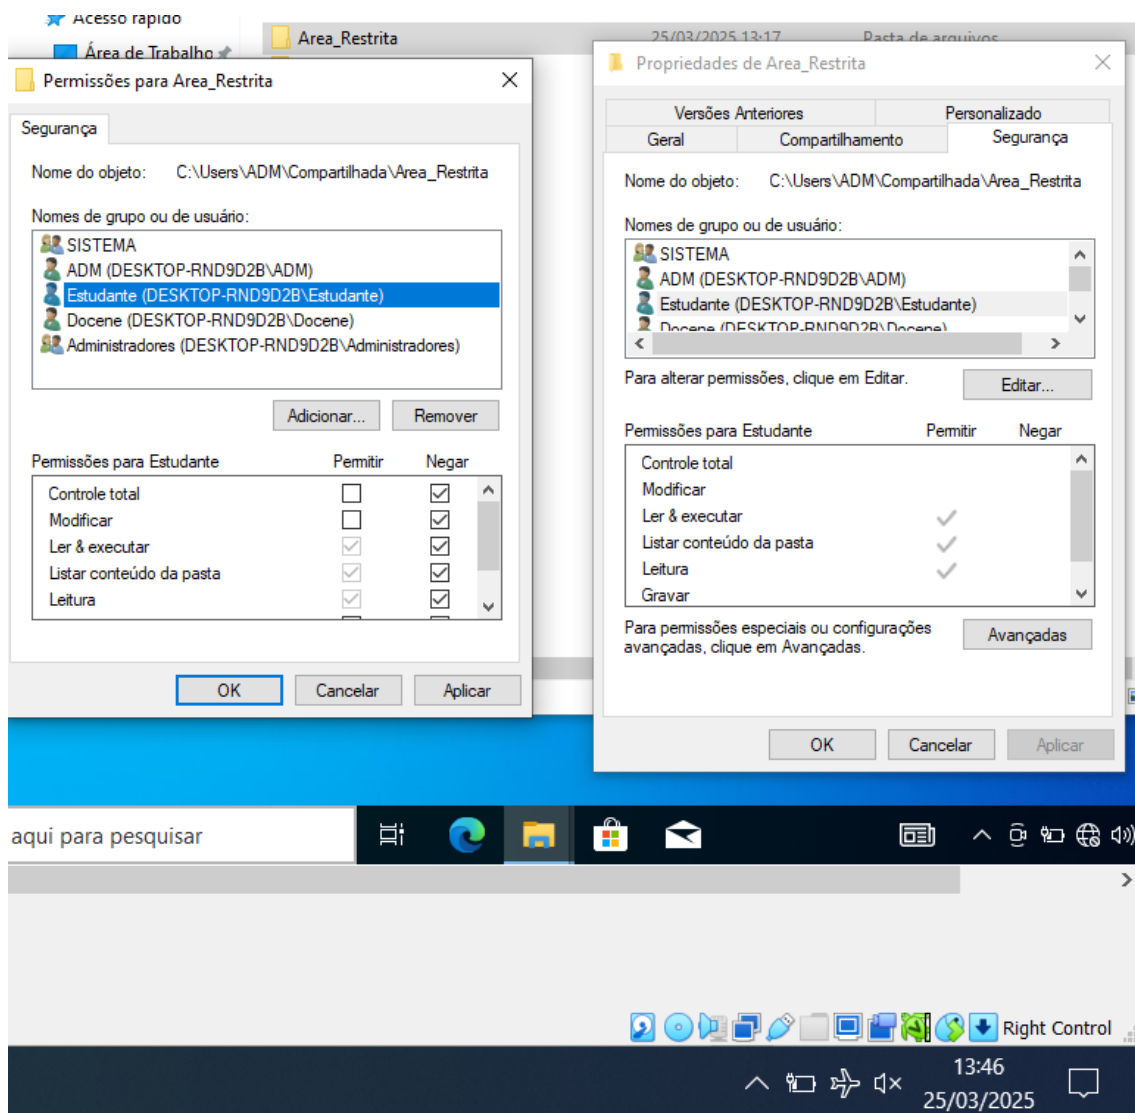 Acesso rápido
Área de Trabalho
Area_Restrita 25/03/2025 13:17 Pasta de arquivos
Permissões para Area_Restrita
Segurança
Nome do objeto: C:\Users\ADM\Compartilhada\Area_Restrita
Nomes de grupo ou de usuário:
SISTEMA
ADM (DESKTOP-RND9D2B\ADM)
Estudante (DESKTOP-RND9D2B\Estudante)
Docene (DESKTOP-RND9D2B\Docene)
Administradores (DESKTOP-RND9D2B\Administradores)
Adicionar... Remover
Permissões para Estudante Permitir Negar
Controle total
Modificar
Ler & executar
Listar conteúdo da pasta
Leitura
OK Cancelar Aplicar
Propriedades de Area_Restrita
Versões Anteriores Personalizado
Geral Compartilhamento Segurança
Nome do objeto: C:\Users\ADM\Compartilhada\Area_Restrita
Nomes de grupo ou de usuário:
SISTEMA
ADM (DESKTOP-RND9D2B\ADM)
Estudante (DESKTOP-RND9D2B\Estudante)
Docene (DESKTOP-RND9D2B\Docene)
Para alterar permissões, clique em Editar. Editar...
Permissões para Estudante Permitir Negar
Controle total
Modificar
Ler & executar
Listar conteúdo da pasta
Leitura
Gravar
Para permissões especiais ou configurações
avançadas, clique em Avançadas. Avançadas
OK Cancelar Aplicar
aqui para pesquisar
Right Control
13:46
25/03/2025